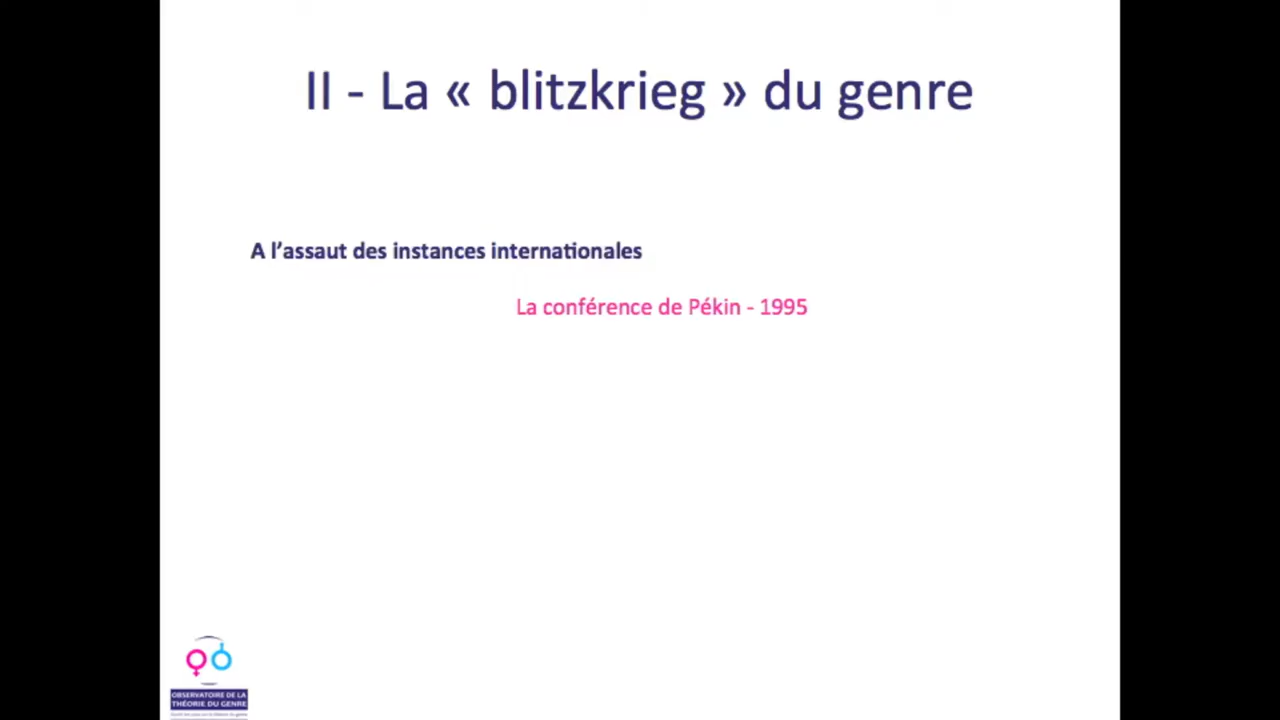 II - La « blitzkrieg » du genre
A l'assaut des instances internationales
La conférence de Pékin - 1995
OBSERVATOIRE DE LA
THÉORIE DU GENRE